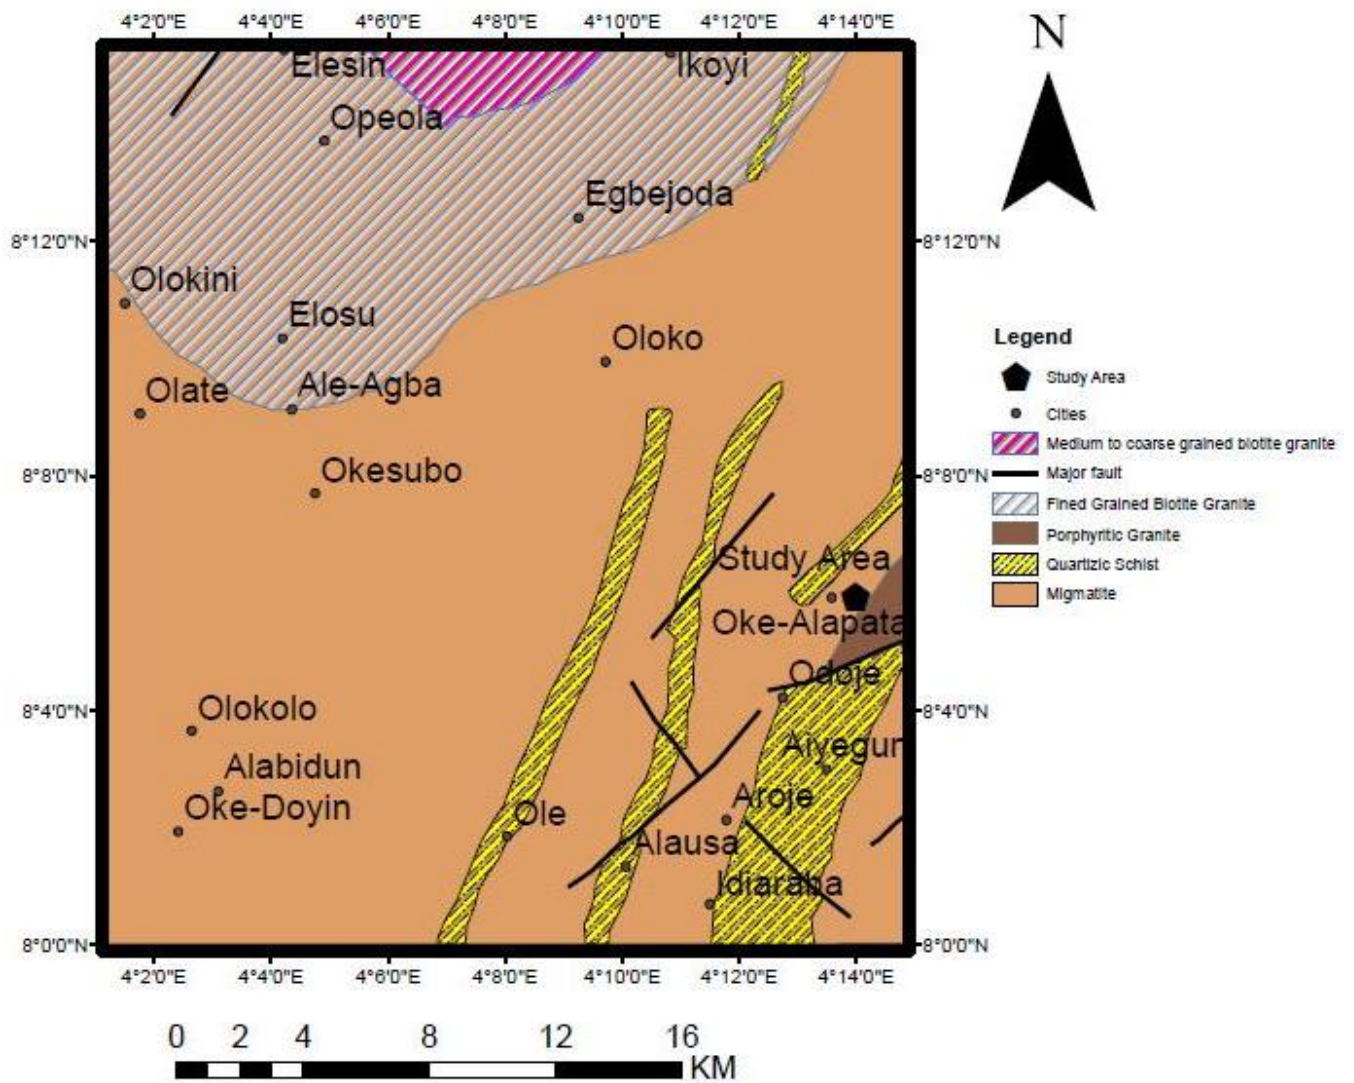 4°2'0"E 4°4'0"E 4°6'0"E 4°8'0"E 4°10'0"E 4°12'0"E 4°14'0"E
N
Elesin
Ikoyi
Opeola
Egbejoda
8°12'0"N 8°12'0"N
Olokini
Elosu
Oloko
Olate
Ale-Agba
Okesubo
8°8'0"N 8°8'0"N
Study Area
Oke-Alapata
Odoje
Olokolo
8°4'0"N 8°4'0"N
Aiyegun
Alabidun
Oke-Doyin
Aroje
Ole
Alausa
Idiaraba
8°0'0"N 8°0'0"N
4°2'0"E 4°4'0"E 4°6'0"E 4°8'0"E 4°10'0"E 4°12'0"E 4°14'0"E
0 2 4 8 12 16
KM
Legend
Study Area
Cities
Medium to coarse grained biotite granite
Major fault
Fined Grained Biotite Granite
Porphyritic Granite
Quartizic Schist
Migmatite